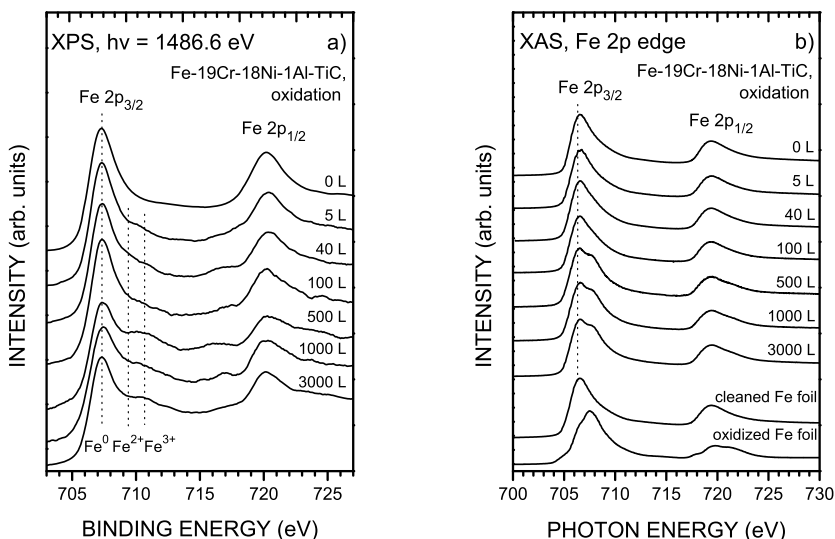 XPS, hν = 1486.6 eV a)
Fe-19Cr-18Ni-1Al-TiC,
oxidation
Fe 2p3/2
Fe 2p1/2
0 L
5 L
40 L
100 L
500 L
1000 L
3000 L
Fe0 Fe2+ Fe3+
INTENSITY (arb. units)
705 710 715 720 725
BINDING ENERGY (eV)
XAS, Fe 2p edge b)
Fe-19Cr-18Ni-1Al-TiC,
oxidation
Fe 2p3/2
Fe 2p1/2
0 L
5 L
40 L
100 L
500 L
1000 L
3000 L
cleaned Fe foil
oxidized Fe foil
INTENSITY (arb. units)
700 705 710 715 720 725 730
PHOTON ENERGY (eV)